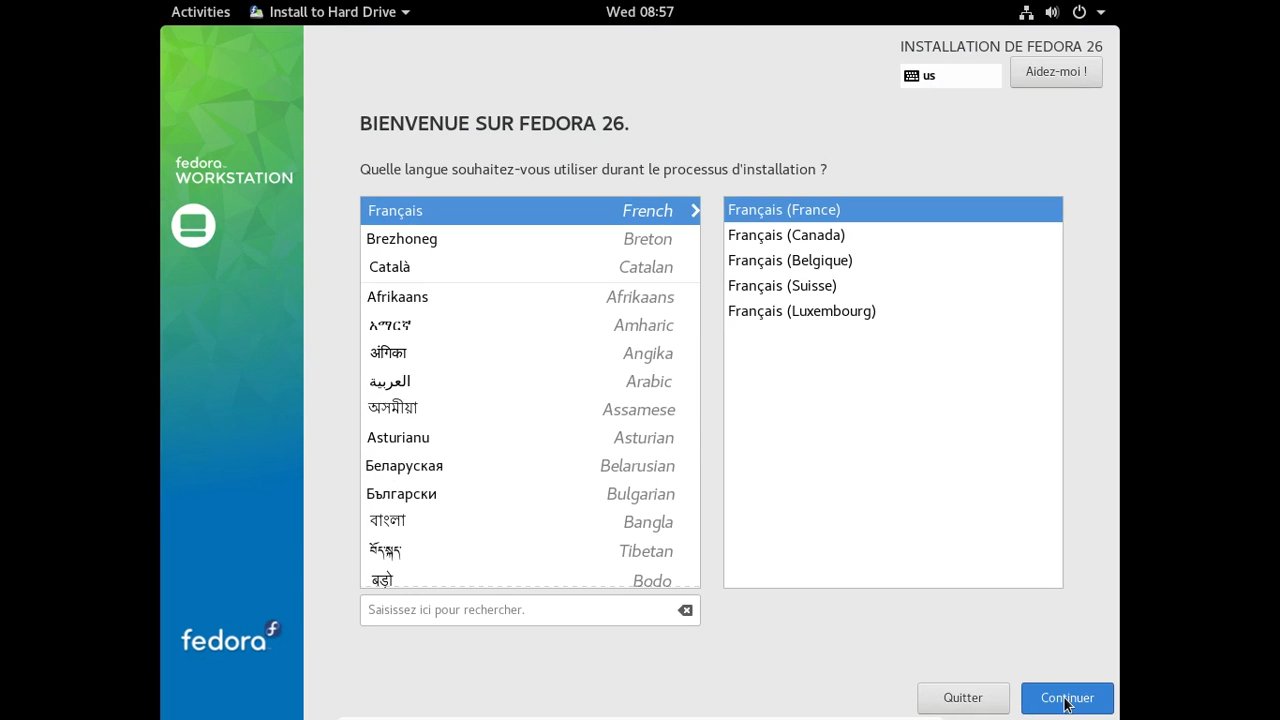 Activities Install to Hard Drive Wed 08:57
INSTALLATION DE FEDORA 26
us Aidez-moi !
fedora
WORKSTATION
BIENVENUE SUR FEDORA 26.
Quelle langue souhaitez-vous utiliser durant le processus d'installation ?
Français French
Brezhoneg Breton
Català Catalan
Afrikaans Afrikaans
አማርኛ Amharic
अंगिका Angika
العربية Arabic
অসমীয়া Assamese
Asturianu Asturian
Беларуская Belarusian
Български Bulgarian
বাংলা Bangla
བོད་སྐད་ Tibetan
बड़ो Bodo
Saisissez ici pour rechercher.
Français (France)
Français (Canada)
Français (Belgique)
Français (Suisse)
Français (Luxembourg)
fedora
Quitter Continuer